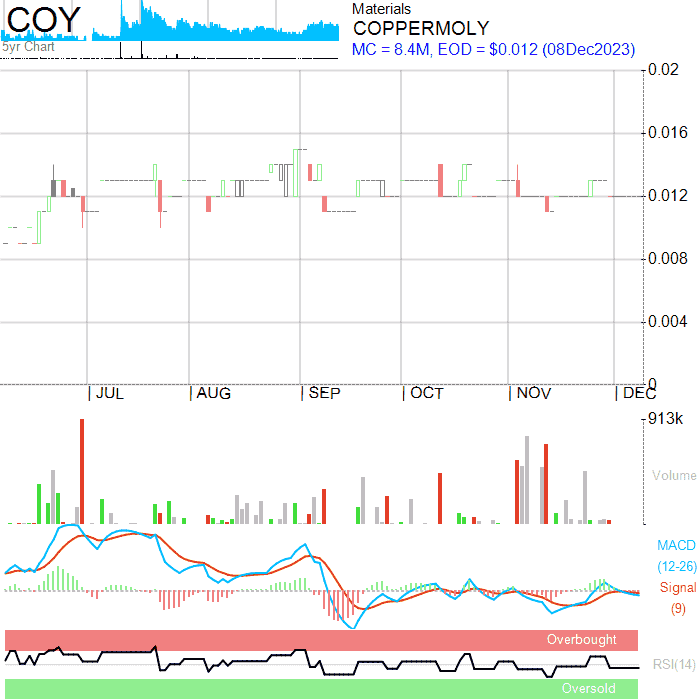 COY
5yr Chart
Materials
COPPERMOLY
MC = 8.4M, EOD = $0.012 (08Dec2023)
0.02
0.016
0.012
0.008
0.004
0
JUL AUG SEP OCT NOV DEC
913k
Volume
MACD
(12-26)
Signal
(9)
Overbought
RSI(14)
Oversold